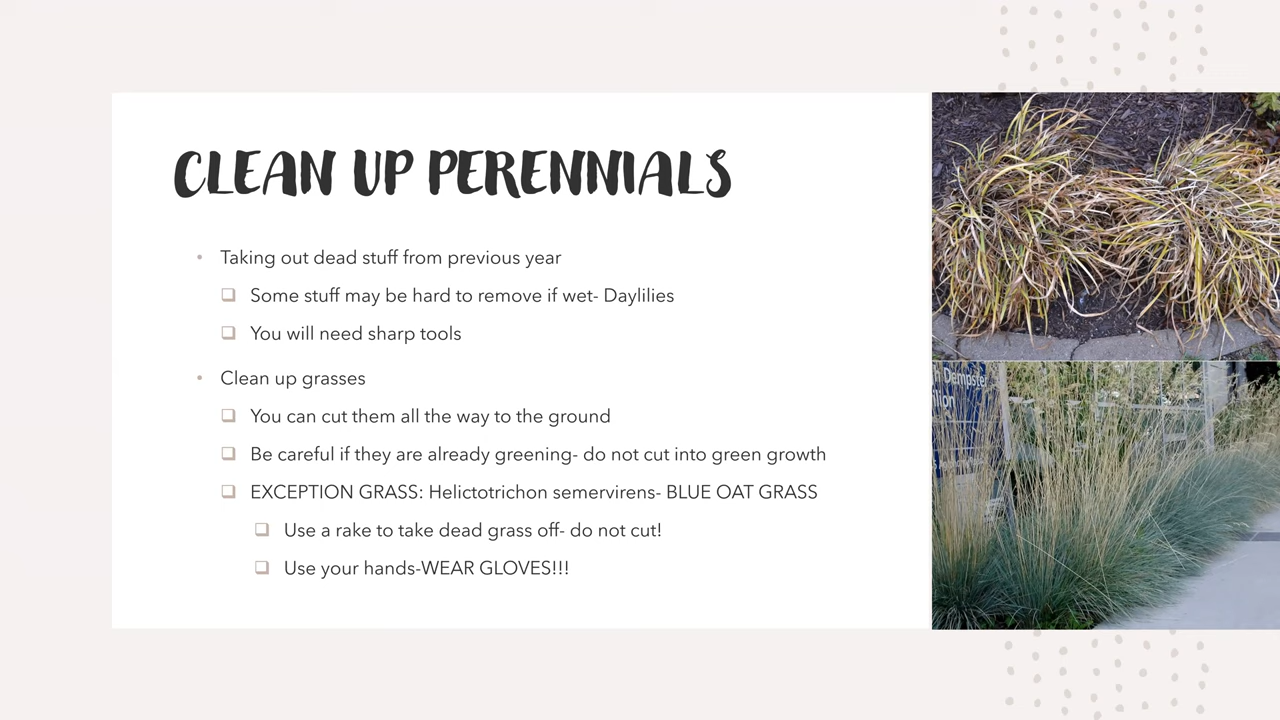 CLEAN UP PERENNIALS
Taking out dead stuff from previous year
Some stuff may be hard to remove if wet- Daylilies
You will need sharp tools
Clean up grasses
You can cut them all the way to the ground
Be careful if they are already greening- do not cut into green growth
EXCEPTION GRASS: Helictotrichon semervirens- BLUE OAT GRASS
Use a rake to take dead grass off- do not cut!
Use your hands-WEAR GLOVES!!!
Dempster